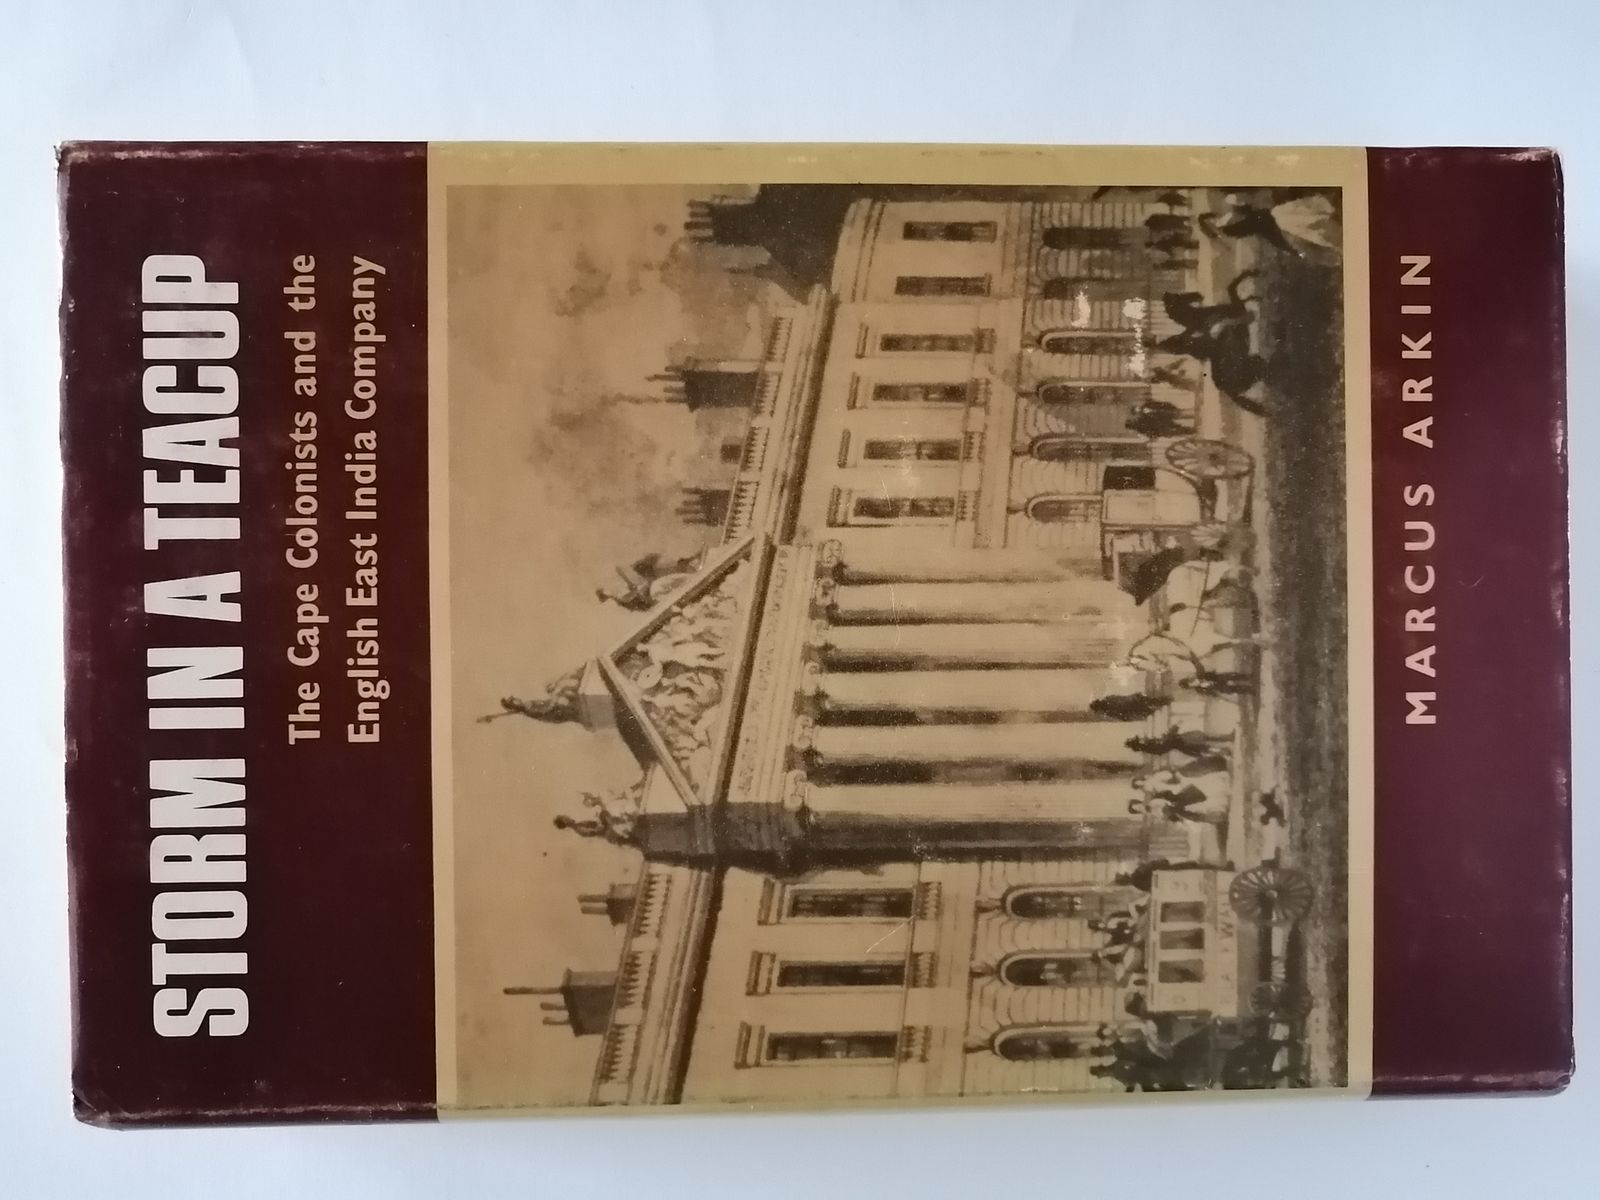 STORM IN A TEACUP
The Cape Colonists and the
English East India Company
MARCUS ARKIN